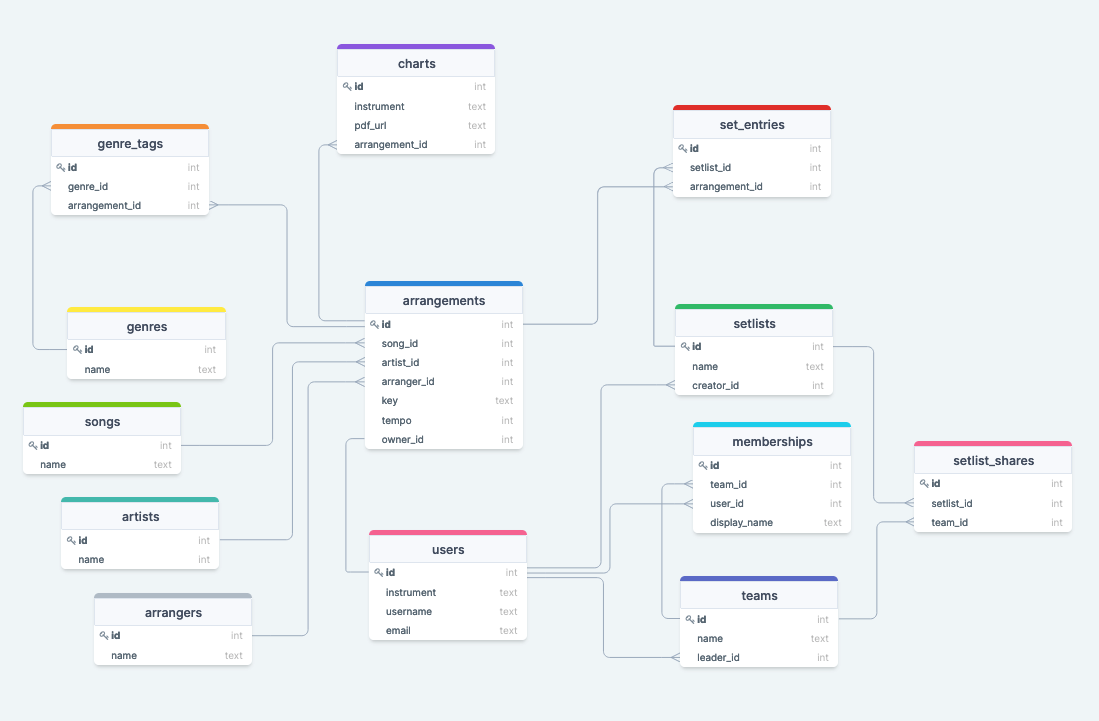 charts
id int
instrument text
pdf_url text
arrangement_id int
genre_tags
id int
genre_id int
arrangement_id int
set_entries
id int
setlist_id int
arrangement_id int
arrangements
id int
song_id int
artist_id int
arranger_id int
key text
tempo int
owner_id int
genres
id int
name text
setlists
id int
name text
creator_id int
songs
id int
name text
memberships
id int
team_id int
user_id int
display_name text
setlist_shares
id int
setlist_id int
team_id int
artists
id int
name int
users
id int
instrument text
username text
email text
teams
id int
name text
leader_id int
arrangers
id int
name text